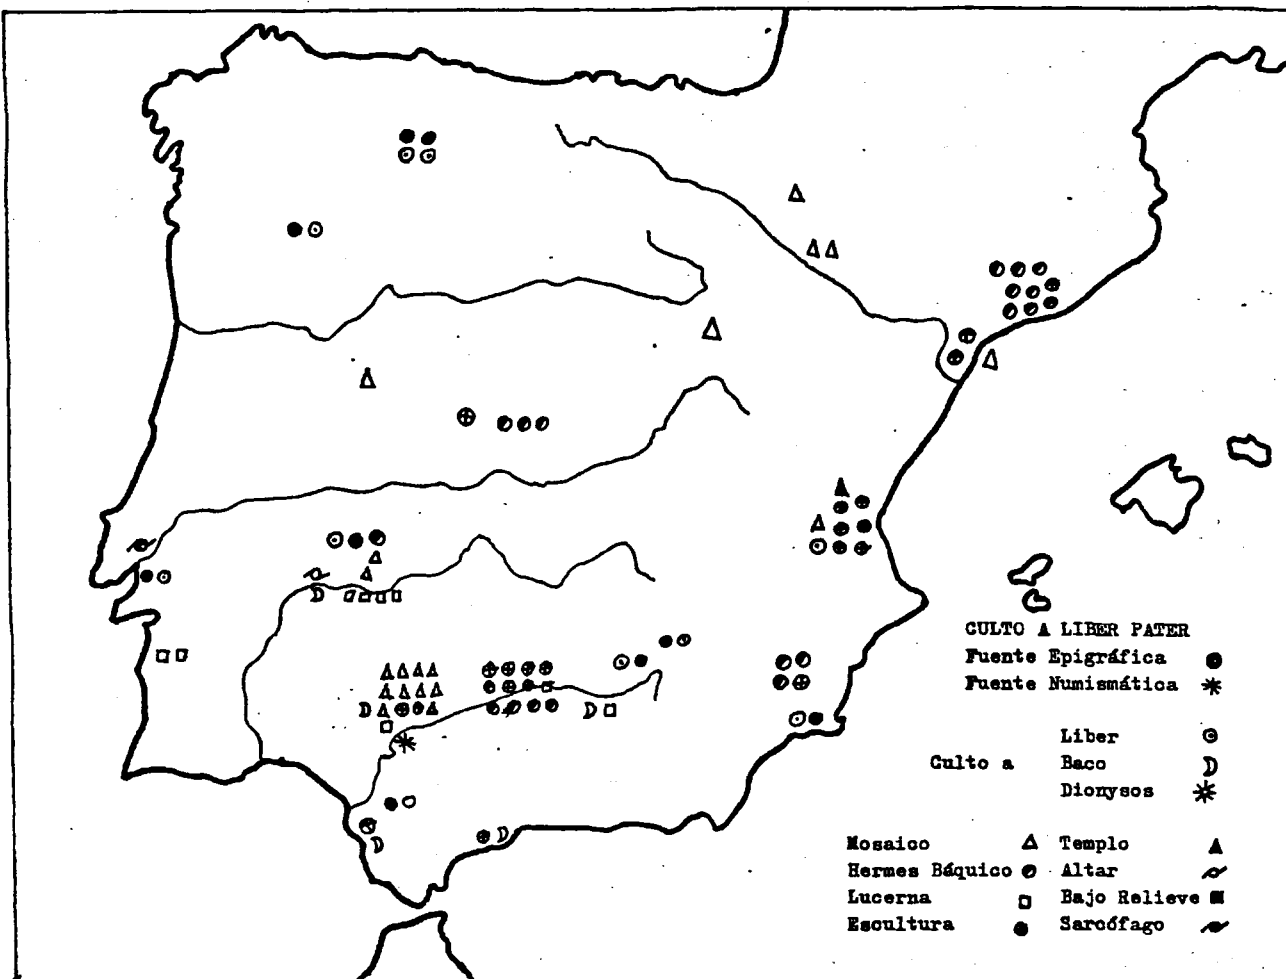 CULTO A LIBER PATER
Fuente Epigráfica
Fuente Numismática
Liber
Culto a Baco
Dionysos
Mosaico Templo
Hermes Báquico Altar
Lucerna Bajo Relieve
Escultura Sarcófago